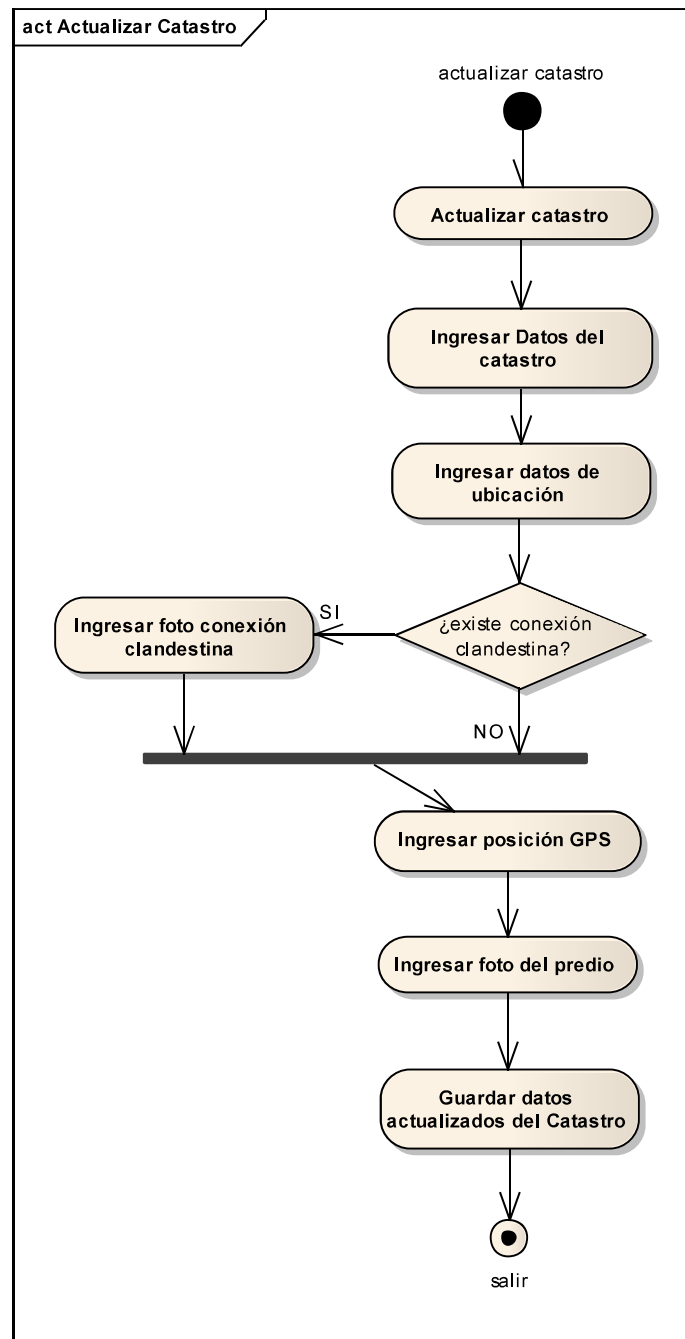 act Actualizar Catastro
actualizar catastro
Actualizar catastro
Ingresar Datos del
catastro
Ingresar datos de
ubicación
¿existe conexión
clandestina?
SI
Ingresar foto conexión
clandestina
NO
Ingresar posición GPS
Ingresar foto del predio
Guardar datos
actualizados del Catastro
salir